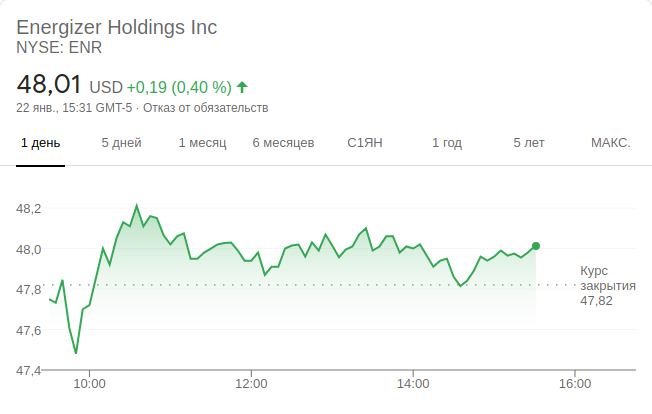 Energizer Holdings Inc
NYSE: ENR
48,01 USD +0,19 (0,40 %)
22 янв., 15:31 GMT-5 · Отказ от обязательств
1 день 5 дней 1 месяц 6 месяцев С1ЯН 1 год 5 лет МАКС.
48,2
48,0
47,8
47,6
47,4
Курс
закрытия
47,82
10:00 12:00 14:00 16:00